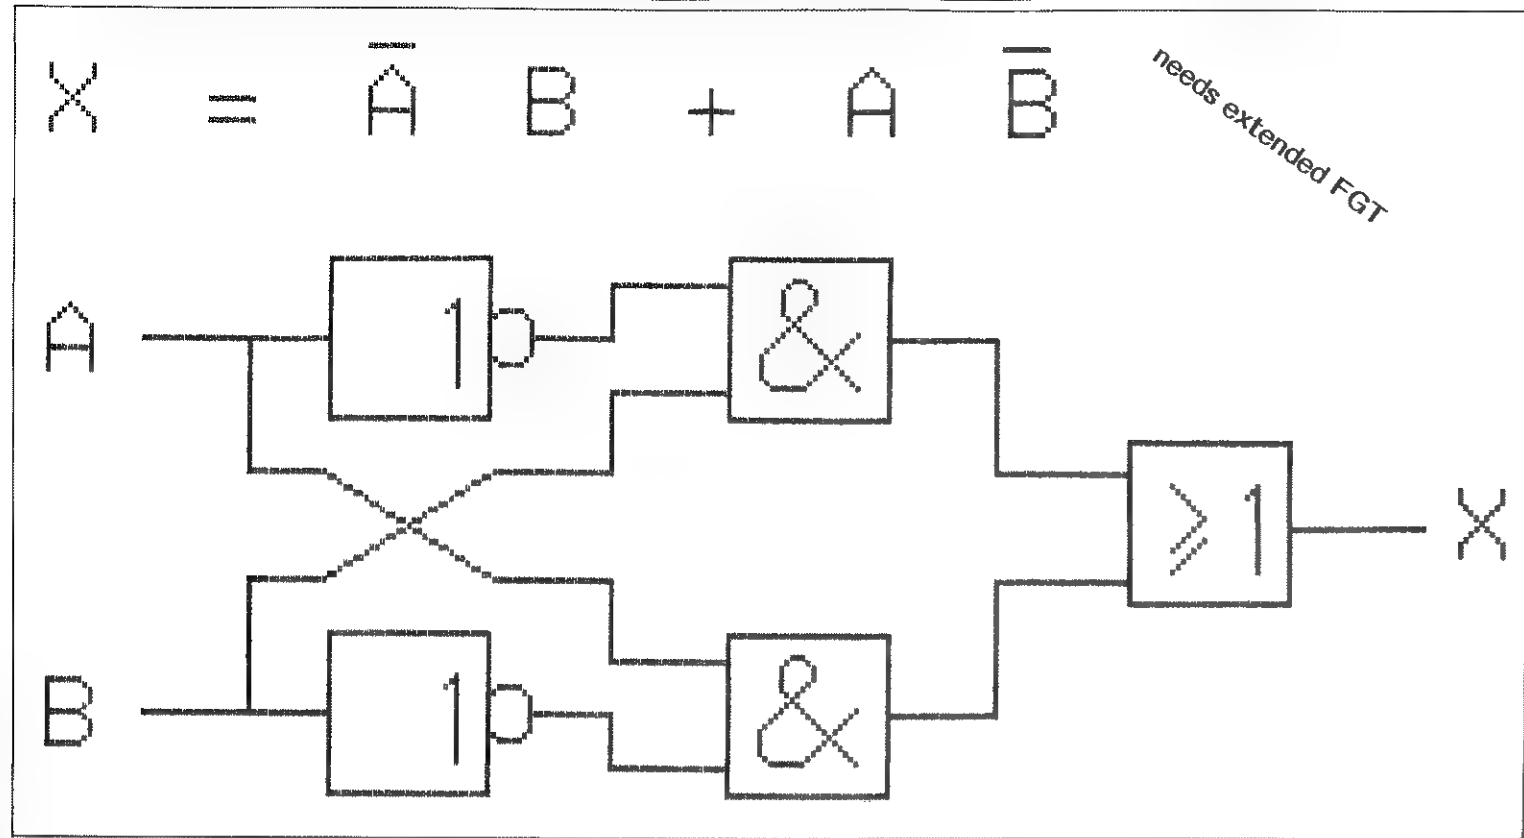 X = A̅ B + A B̅
needs extended FGT
A
1
&
≥ 1
X
B
1
&